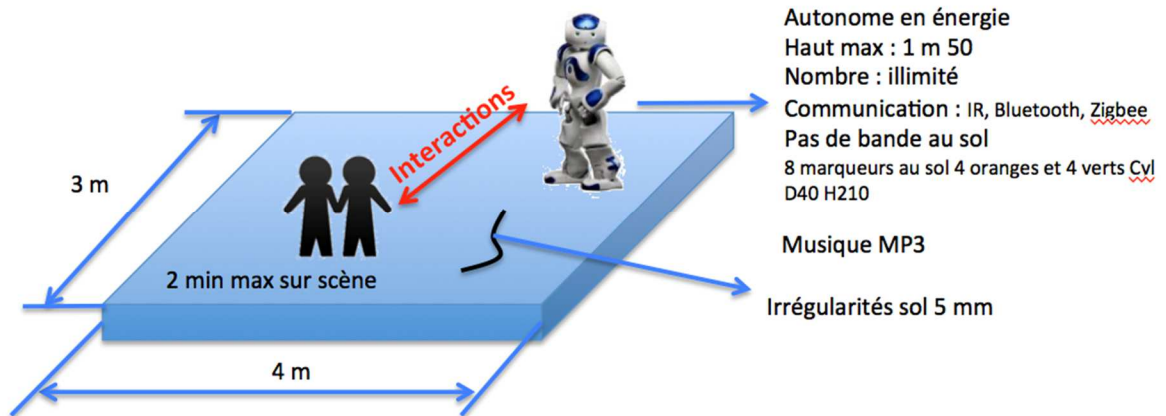 Autonome en énergie
Haut max : 1 m 50
Nombre : illimité
Communication : IR, Bluetooth, Zigbee
Pas de bande au sol
8 marqueurs au sol 4 oranges et 4 verts Cvl
D40 H210
Musique MP3
Irrégularités sol 5 mm
Interactions
3 m
2 min max sur scène
4 m